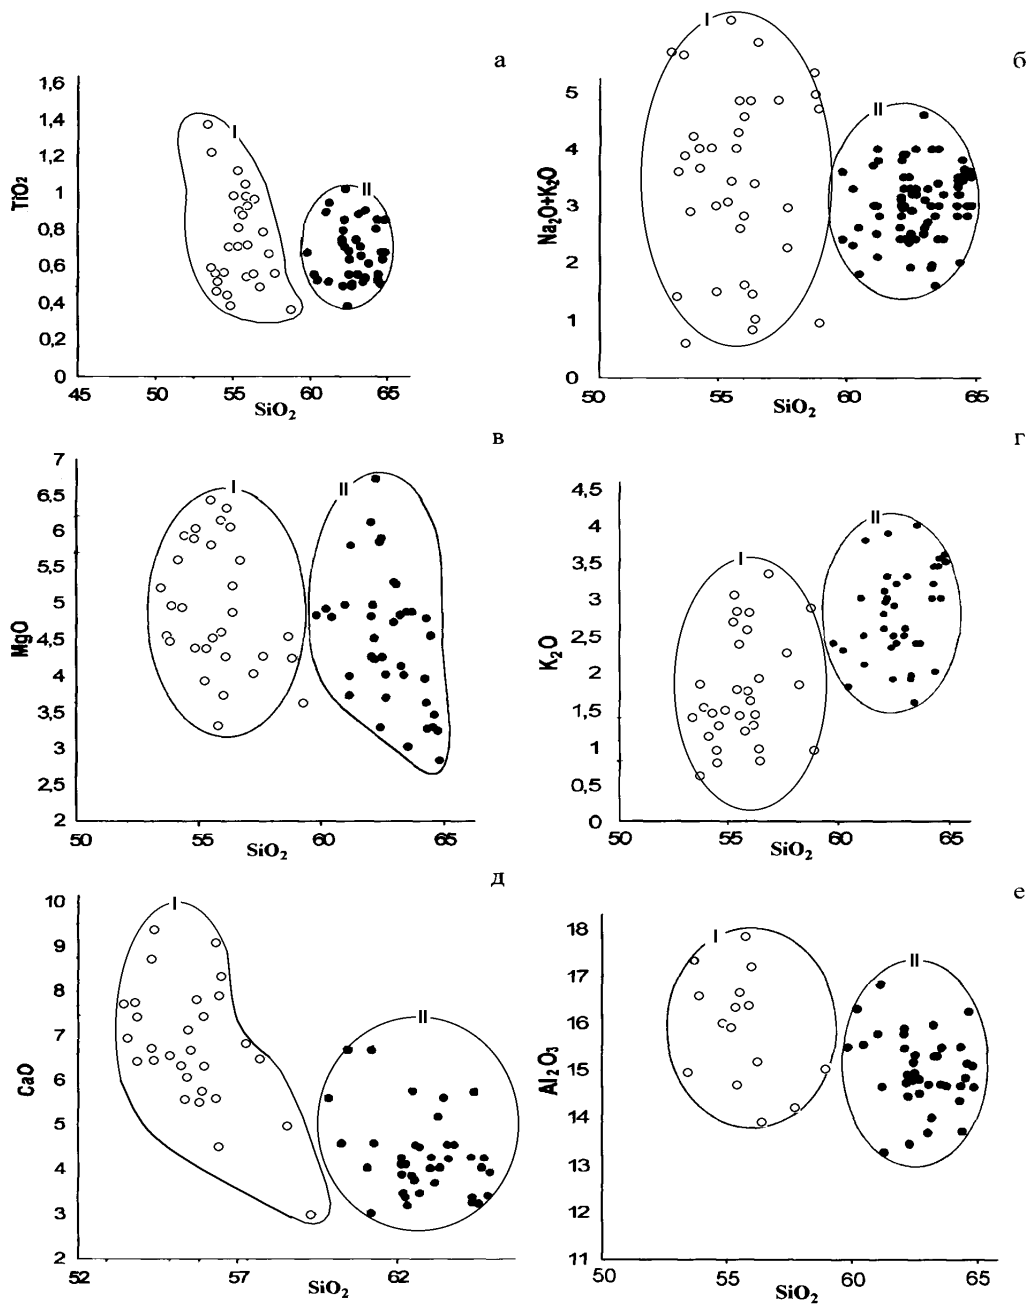 а
TiO₂
1,6
1,4
1,2
1
0,8
0,6
0,4
0,2
0
I
II
45
50
55
60
65
SiO₂
б
Na₂O+K₂O
5
4
3
2
1
0
I
II
50
55
60
65
SiO₂
в
MgO
7
6,5
6
5,5
5
4,5
4
3,5
3
2,5
2
I
II
50
55
60
65
SiO₂
г
K₂O
4,5
4
3,5
3
2,5
2
1,5
1
0,5
0
I
II
50
55
60
65
SiO₂
д
CaO
10
9
8
7
6
5
4
3
2
I
II
52
57
62
SiO₂
е
Al₂O₃
18
17
16
15
14
13
12
11
I
II
50
55
60
65
SiO₂